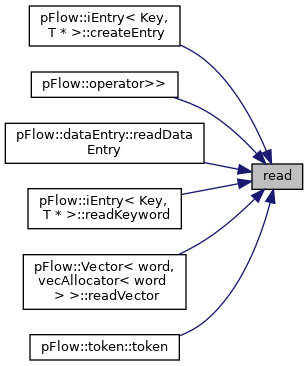 pFlow::iEntry< Key,
T * >::createEntry
pFlow::operator>>
pFlow::dataEntry::readData
Entry
read
pFlow::iEntry< Key,
T * >::readKeyword
pFlow::Vector< word,
vecAllocator< word
> >::readVector
pFlow::token::token